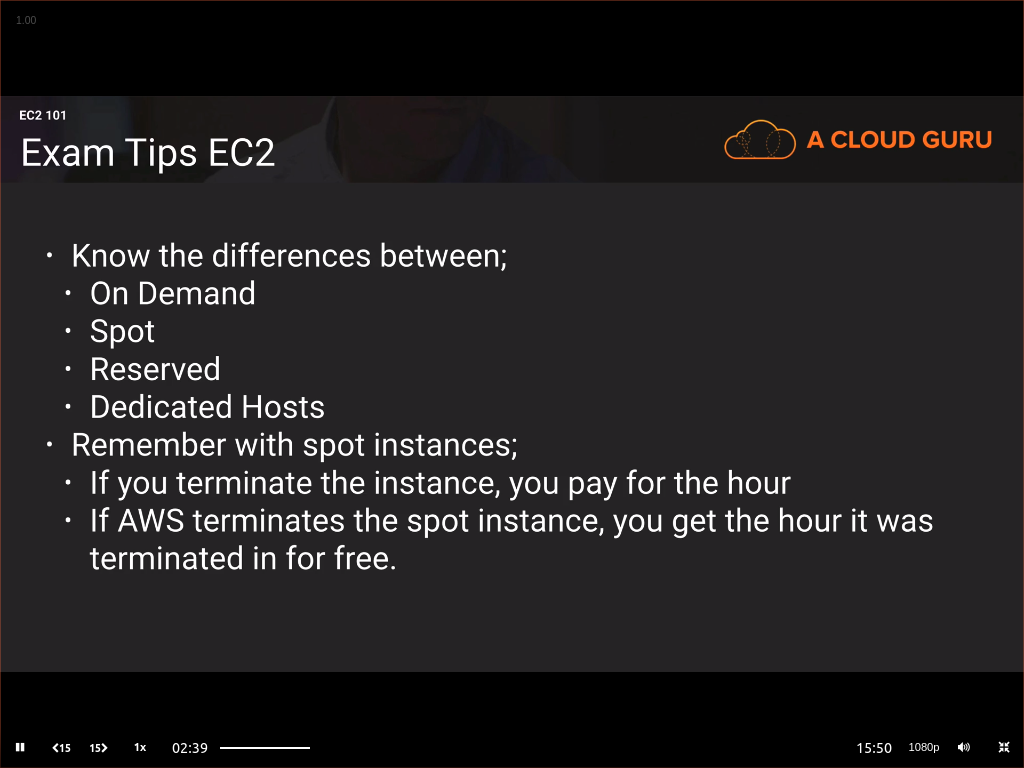 1.00
EC2 101
Exam Tips EC2
A CLOUD GURU
• Know the differences between;
• On Demand
• Spot
• Reserved
• Dedicated Hosts
• Remember with spot instances;
• If you terminate the instance, you pay for the hour
• If AWS terminates the spot instance, you get the hour it was
terminated in for free.
15 15 1x 02:39 15:50 1080p